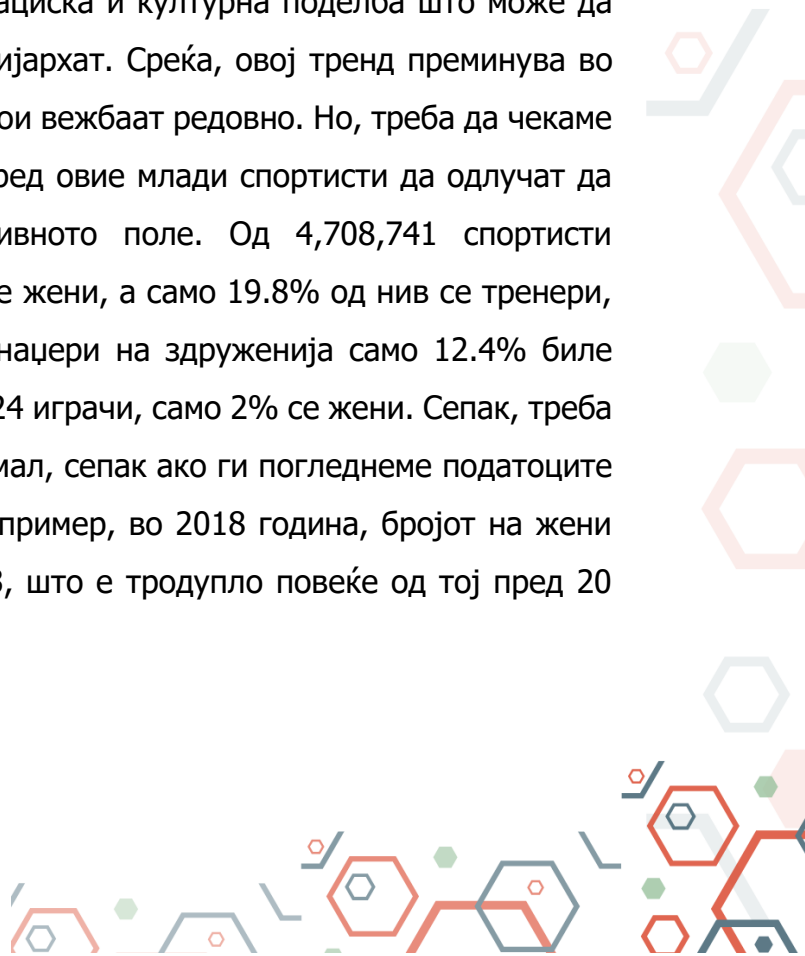 ациска и културна поделба што може да
ијархат. Среќа, овој тренд преминува во
ои вежбаат редовно. Но, треба да чекаме
ред овие млади спортисти да одлучат да
ивното поле. Од 4,708,741 спортисти
е жени, а само 19.8% од нив се тренери,
наџери на здруженија само 12.4% биле
24 играчи, само 2% се жени. Сепак, треба
мал, сепак ако ги погледнеме податоците
пример, во 2018 година, бројот на жени
, што е тродупло повеќе од тој пред 20